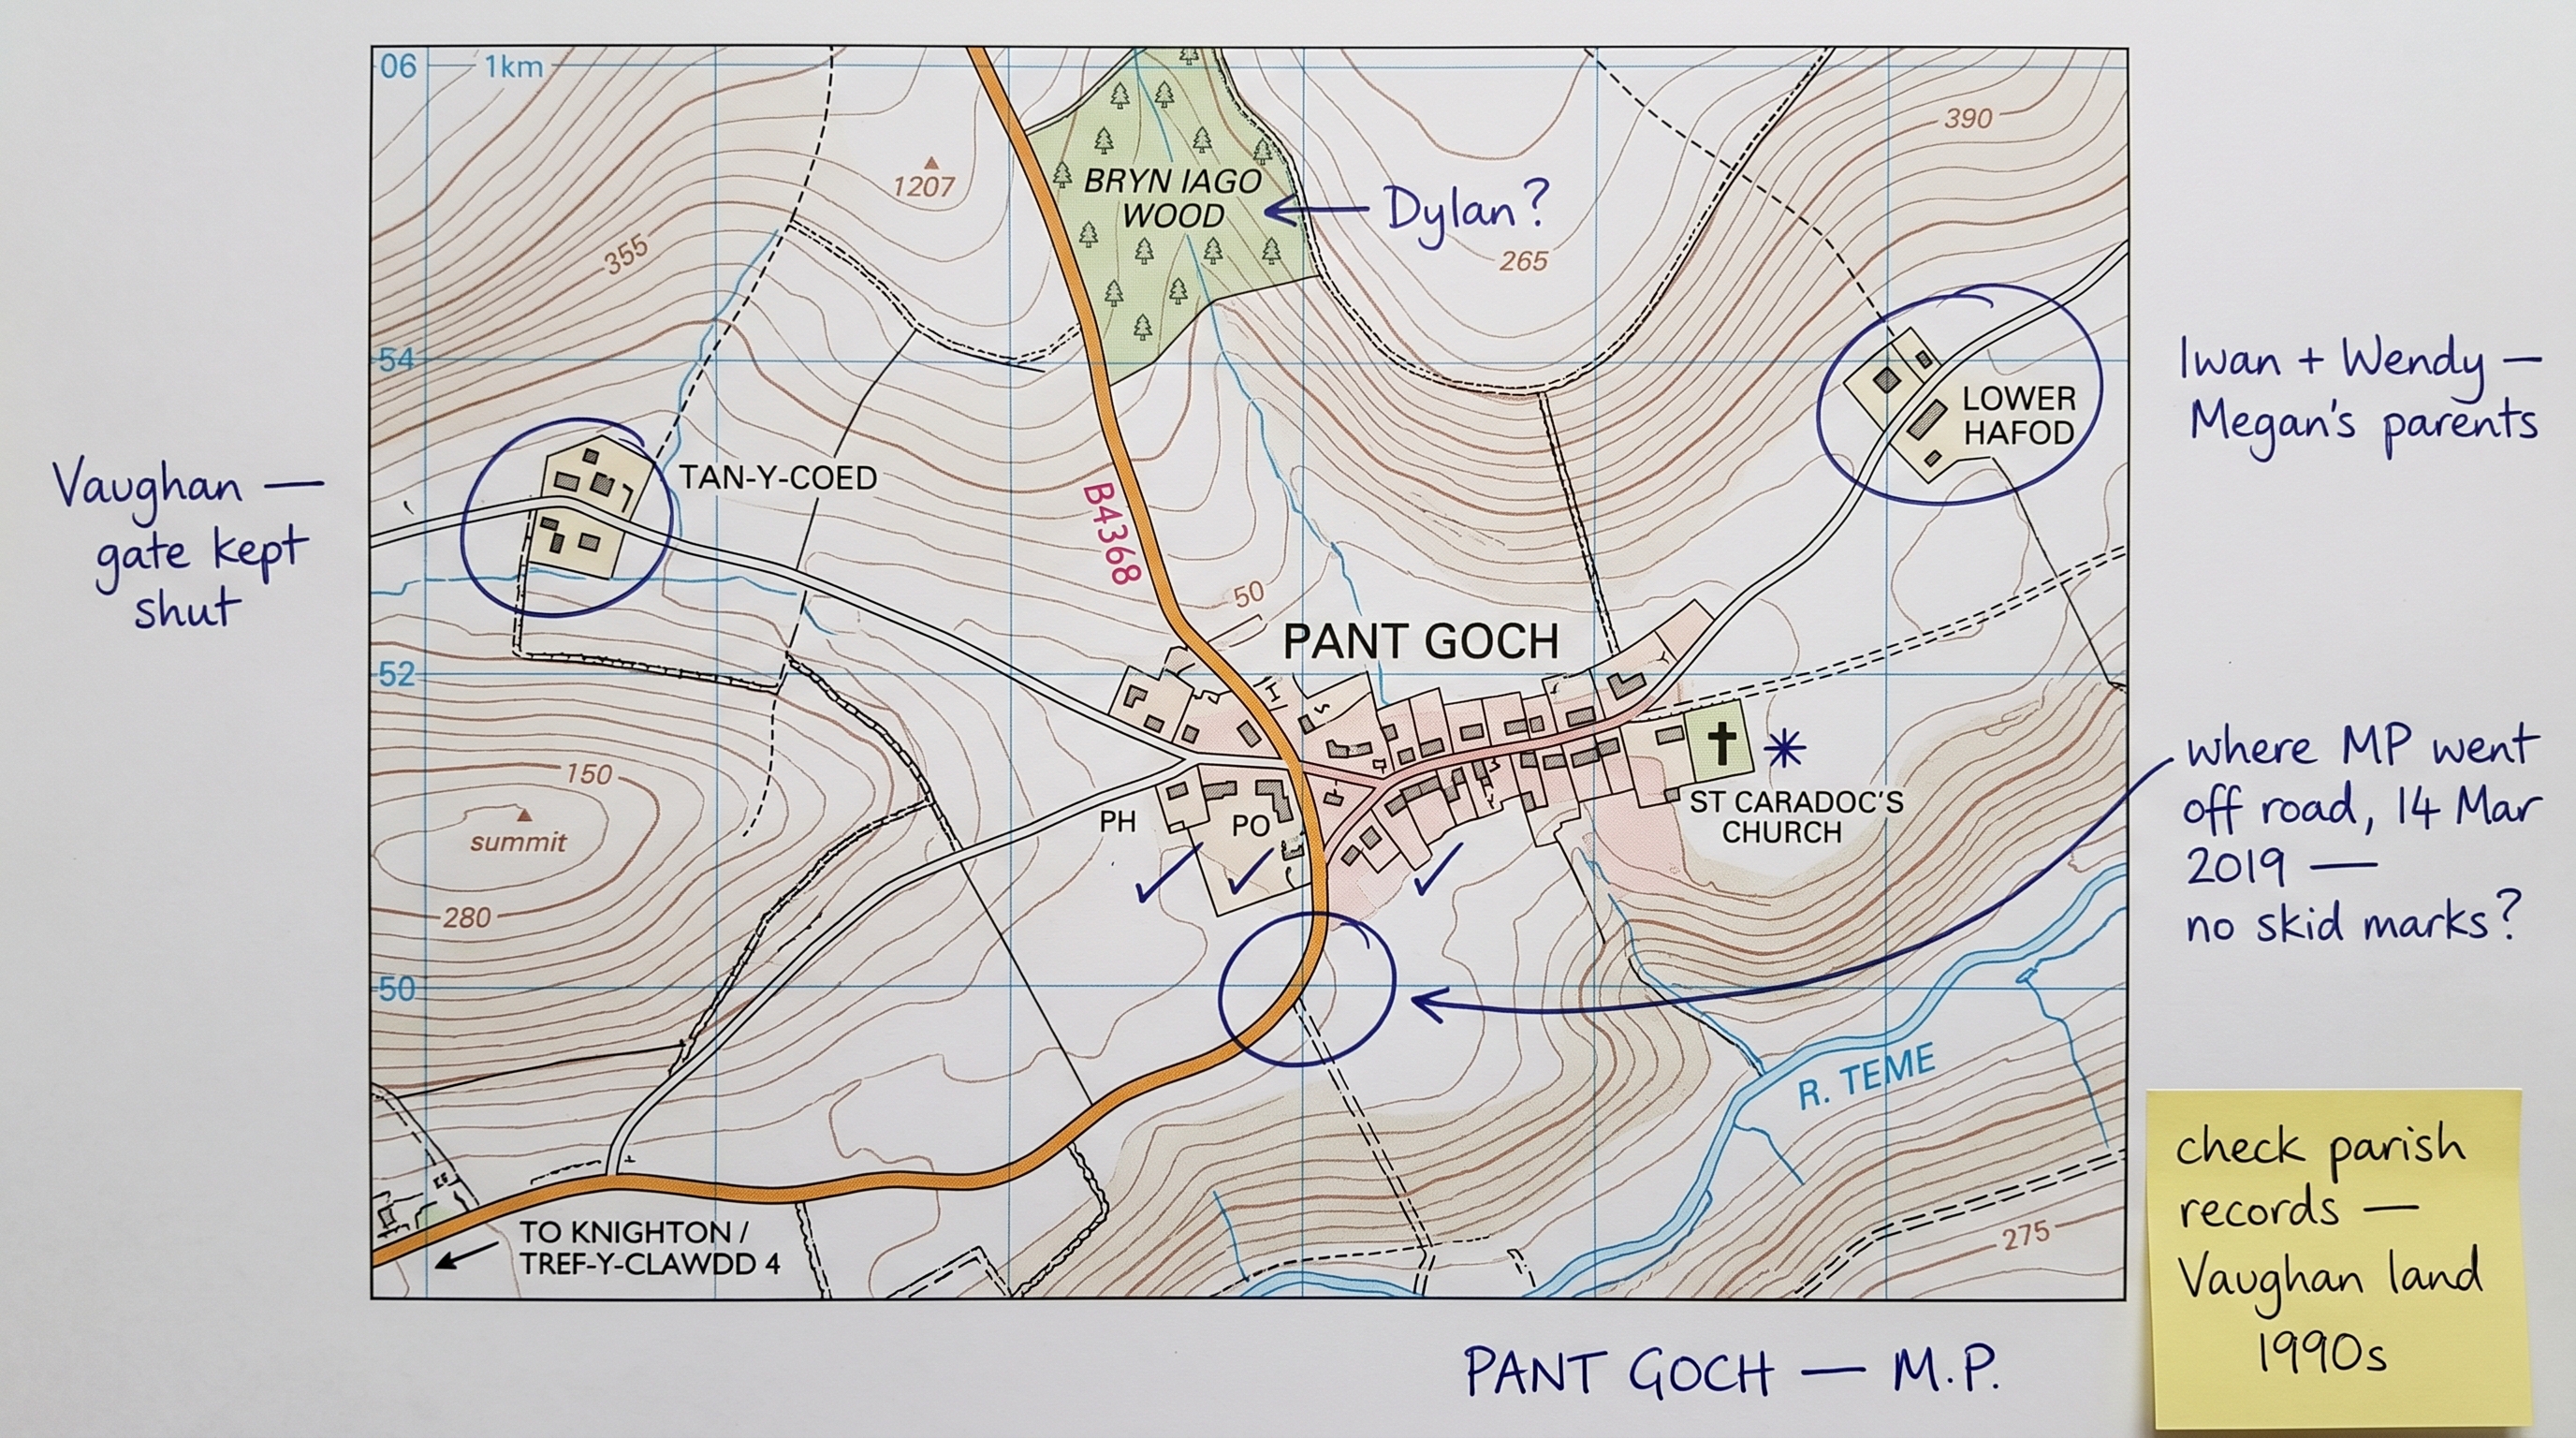 06
1km
1207
BRYN IAGO
WOOD
Dylan?
390
355
265
54
LOWER
HAFOD
Iwan + Wendy —
Megan's parents
TAN-Y-COED
Vaughan —
gate kept
shut
B4368
50
PANT GOCH
52
150
summit
280
PH
PO
ST CARADOC'S
CHURCH
where MP went
off road, 14 Mar
2019 —
no skid marks?
50
R. TEME
TO KNIGHTON /
TREF-Y-CLAWDD 4
275
check parish
records —
Vaughan land
1990s
PANT GOCH — M.P.